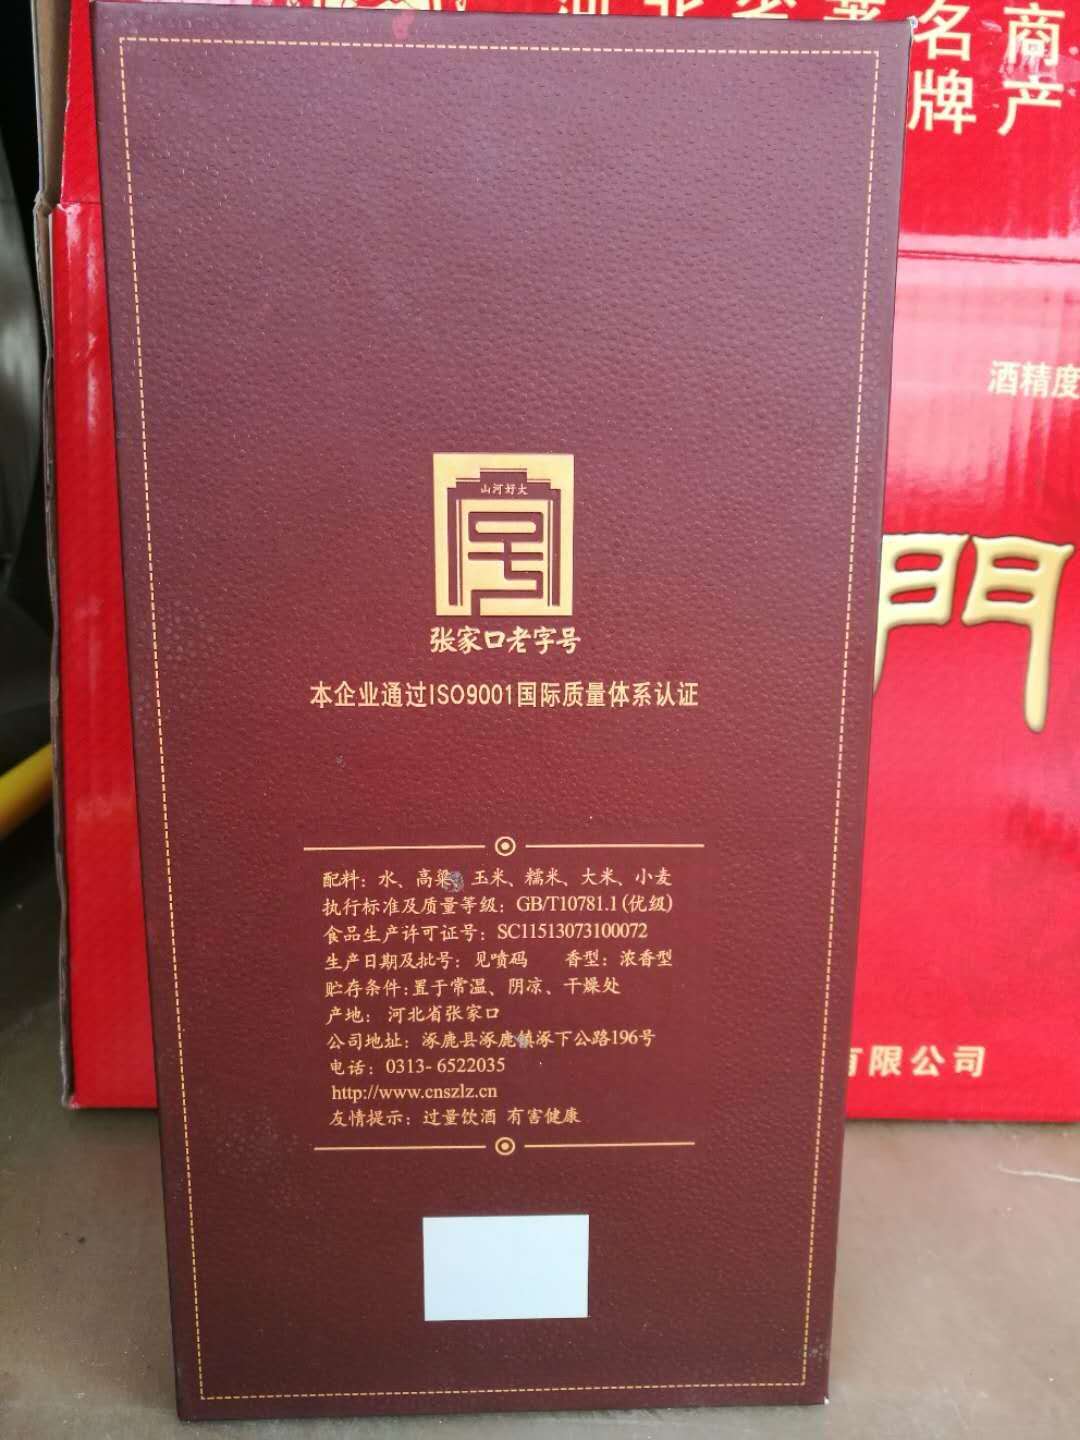 名商
牌产
酒精度
門
有限公司
山河好大
号
张家口老字号
本企业通过ISO9001国际质量体系认证
配料：水、高粱、玉米、糯米、大米、小麦
执行标准及质量等级：GB/T10781.1 (优级)
食品生产许可证号：SC11513073100072
生产日期及批号：见喷码 香型：浓香型
贮存条件:置于常温、阴凉、干燥处
产地： 河北省张家口
公司地址：涿鹿县涿鹿镇涿下公路196号
电话：0313- 6522035
http://www.cnszlz.cn
友情提示：过量饮酒 有害健康